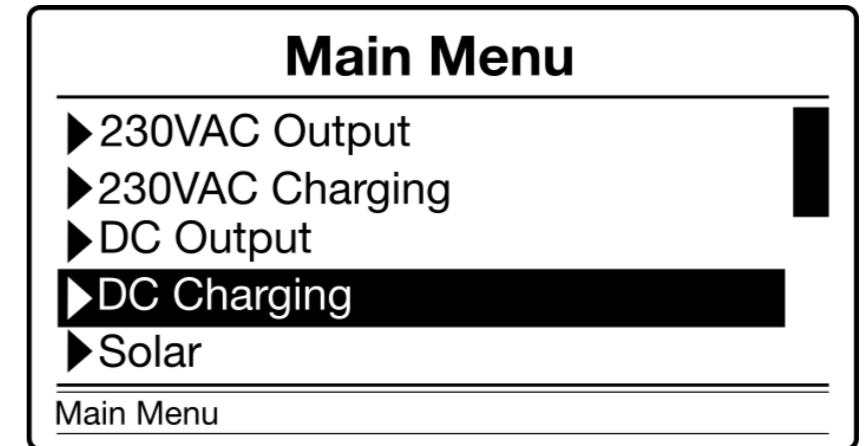 Main Menu
230VAC Output
230VAC Charging
DC Output
DC Charging
Solar
Main Menu